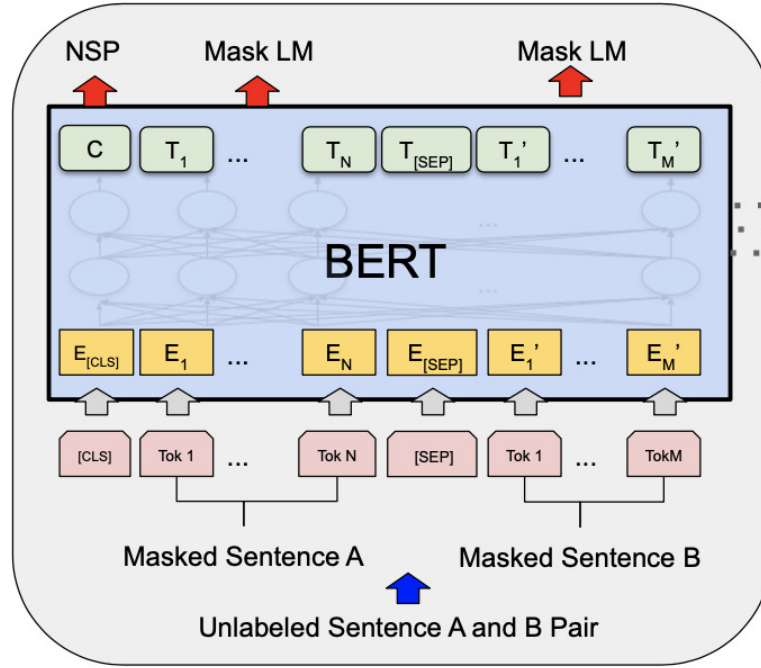 NSP Mask LM Mask LM
C T1 ... TN T[SEP] T1’ ... TM’
...
BERT
...
E[CLS] E1 ... EN E[SEP] E1’ ... EM’
[CLS] Tok 1 ... Tok N [SEP] Tok 1 ... TokM
Masked Sentence A Masked Sentence B
Unlabeled Sentence A and B Pair